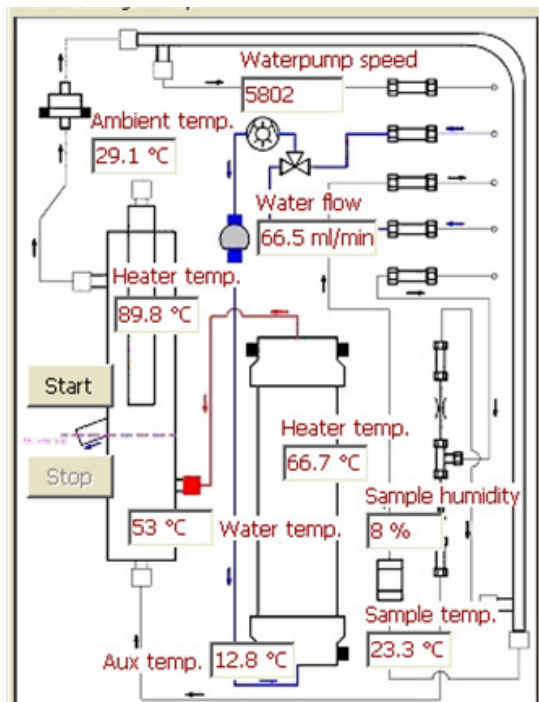 Waterpump speed
5802
Ambient temp.
29.1 °C
Water flow
66.5 ml/min
Heater temp.
89.8 °C
Start
Heater temp.
66.7 °C
Stop
Sample humidity
53 °C
Water temp.
8 %
Sample temp.
Aux temp.
12.8 °C
23.3 °C